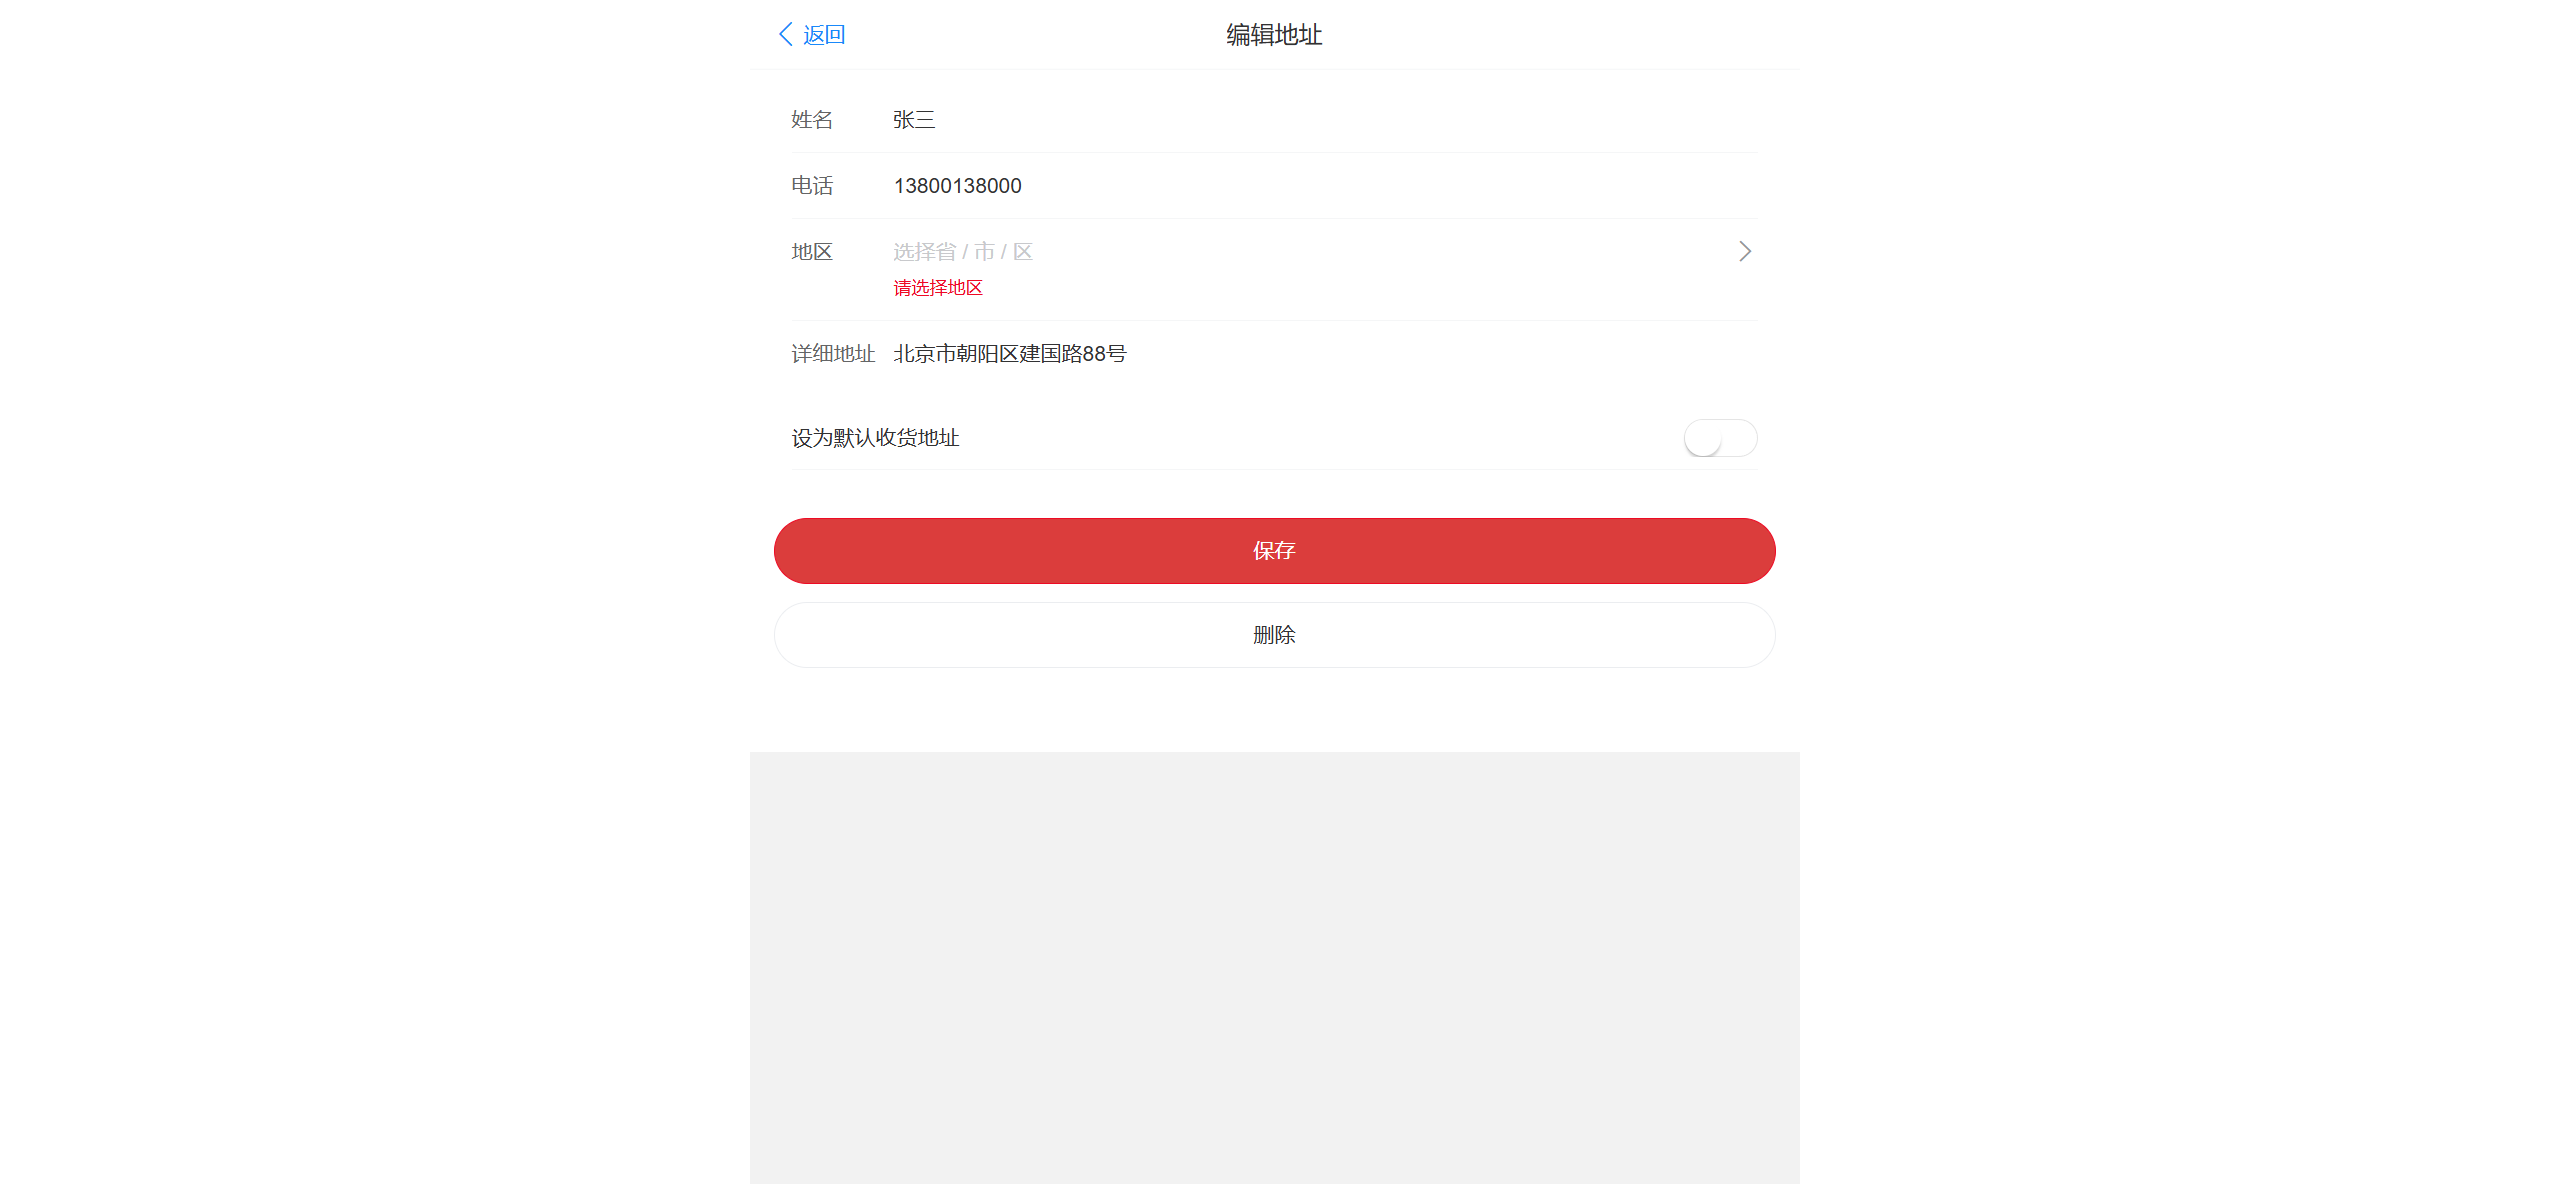 返回
编辑地址
姓名 张三
电话 13800138000
地区 选择省 / 市 / 区
请选择地区
详细地址 北京市朝阳区建国路88号
设为默认收货地址
保存
删除